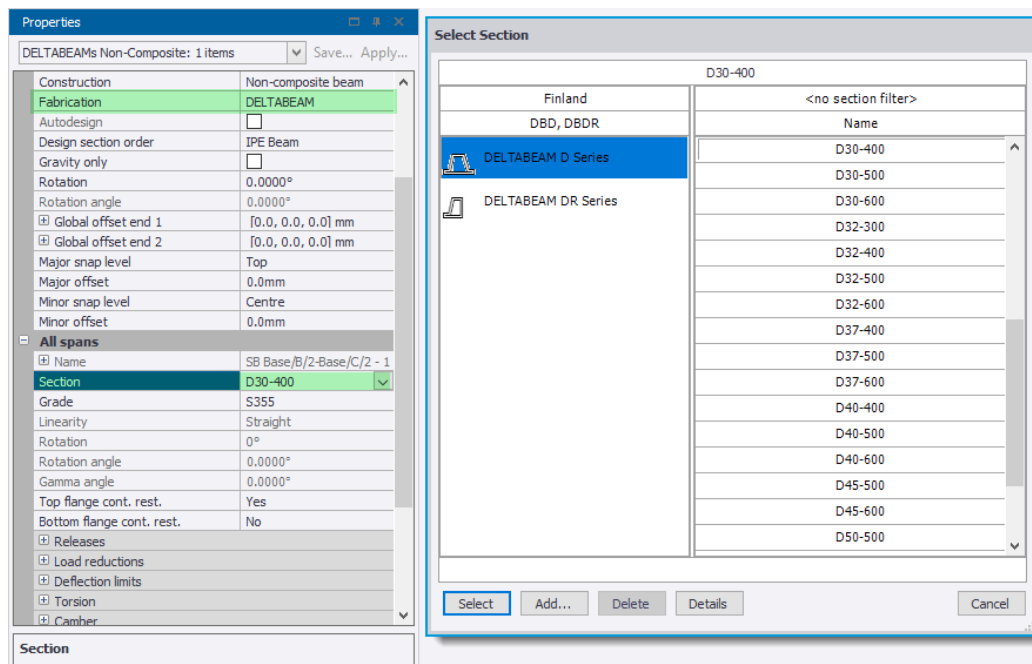 Properties
DELTABEAMs Non-Composite: 1 items Save... Apply...
Construction Non-composite beam
Fabrication DELTABEAM
Autodesign
Design section order IPE Beam
Gravity only
Rotation 0.0000°
Rotation angle 0.0000°
Global offset end 1 [0.0, 0.0, 0.0] mm
Global offset end 2 [0.0, 0.0, 0.0] mm
Major snap level Top
Major offset 0.0mm
Minor snap level Centre
Minor offset 0.0mm
All spans
Name SB Base/B/2-Base/C/2 - 1
Section D30-400
Grade S355
Linearity Straight
Rotation 0°
Rotation angle 0.0000°
Gamma angle 0.0000°
Top flange cont. rest. Yes
Bottom flange cont. rest. No
Releases
Load reductions
Deflection limits
Torsion
Camber
Section
Select Section
D30-400
Finland <no section filter>
DBD, DBDR Name
DELTABEAM D Series
DELTABEAM DR Series
D30-400
D30-500
D30-600
D32-300
D32-400
D32-500
D32-600
D37-400
D37-500
D37-600
D40-400
D40-500
D40-600
D45-500
D45-600
D50-500
Select Add... Delete Details Cancel